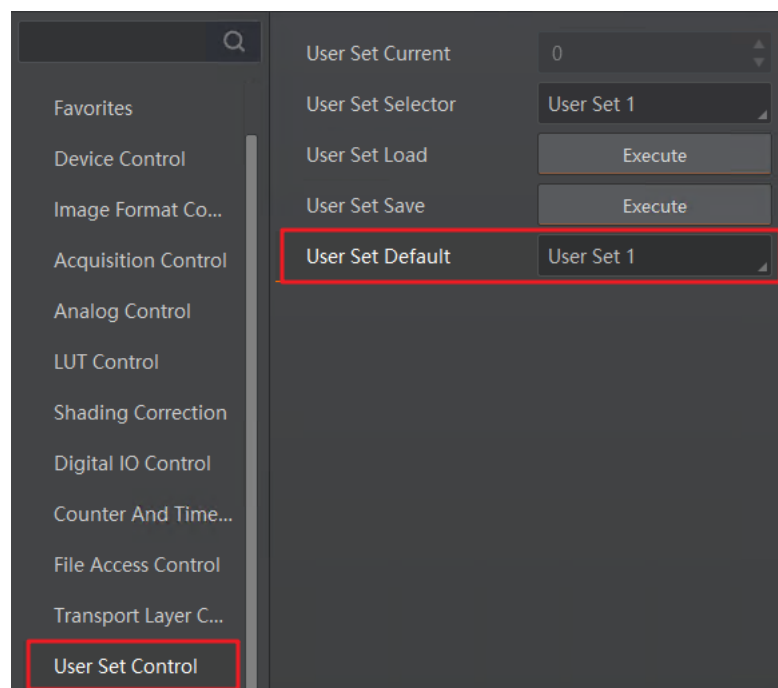 Favorites
Device Control
Image Format Co...
Acquisition Control
Analog Control
LUT Control
Shading Correction
Digital IO Control
Counter And Time...
File Access Control
Transport Layer C...
User Set Control
User Set Current 0
User Set Selector User Set 1
User Set Load Execute
User Set Save Execute
User Set Default User Set 1